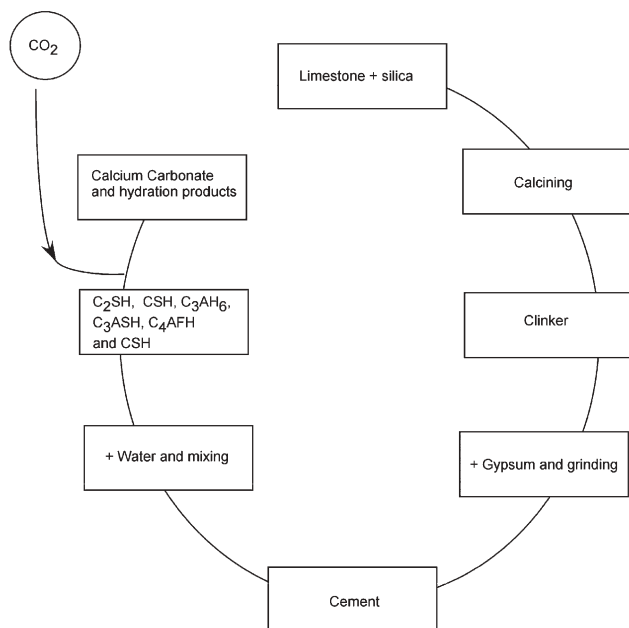 CO₂
Limestone + silica
Calcium Carbonate
and hydration products
Calcining
C₂SH, CSH, C₃AH₆,
C₃ASH, C₄AFH
and CSH
Clinker
+ Water and mixing
+ Gypsum and grinding
Cement